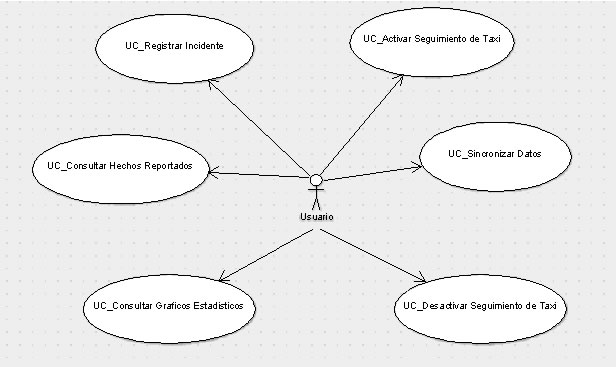 UC_Registrar Incidente
UC_Activar Seguimiento de Taxi
UC_Consultar Hechos Reportados
UC_Sincronizar Datos
Usuario
UC_Consultar Graficos Estadisticos
UC_Desactivar Seguimiento de Taxi